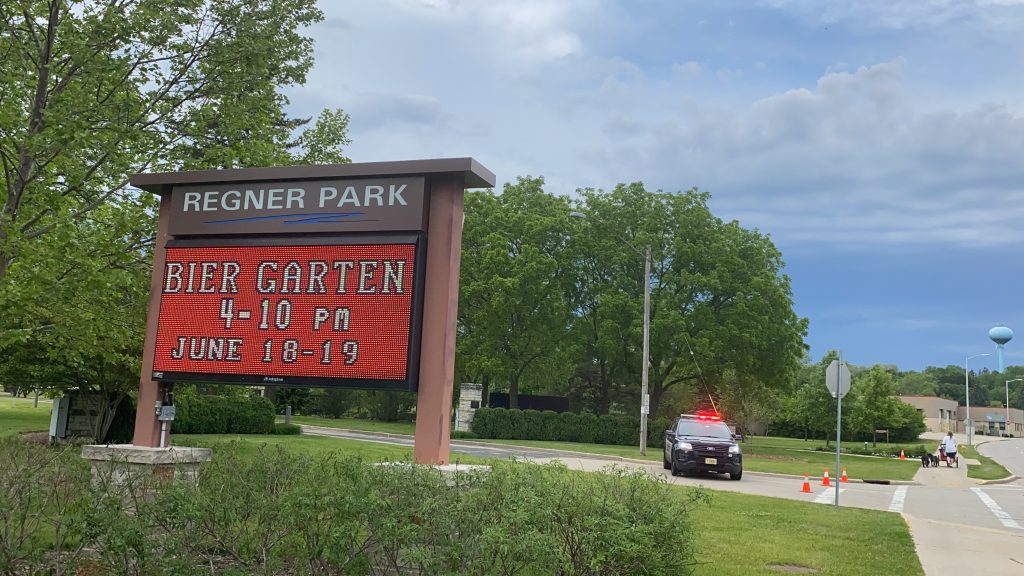 REGNER PARK
BIER GARTEN
4-10 PM
JUNE 18-19